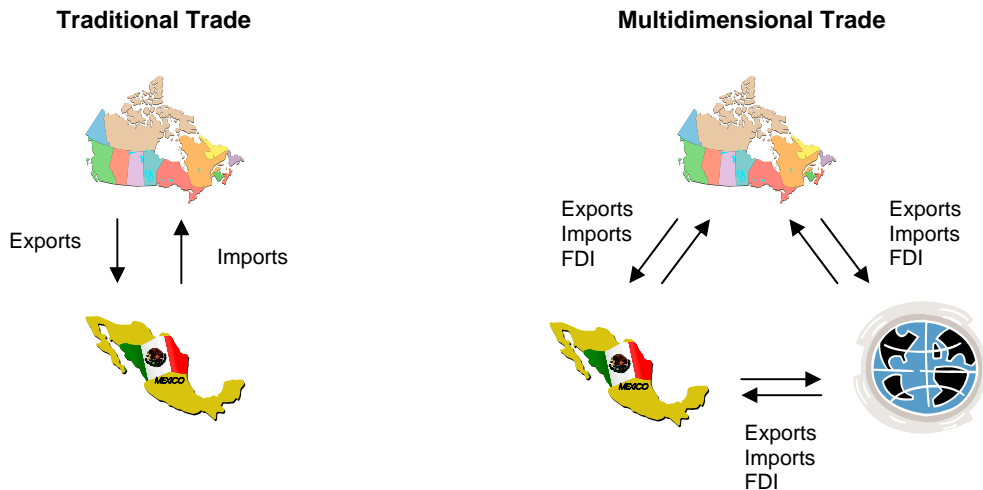 Traditional Trade
Exports
Imports
MEXICO
Multidimensional Trade
Exports
Imports
FDI
Exports
Imports
FDI
MEXICO
Exports
Imports
FDI